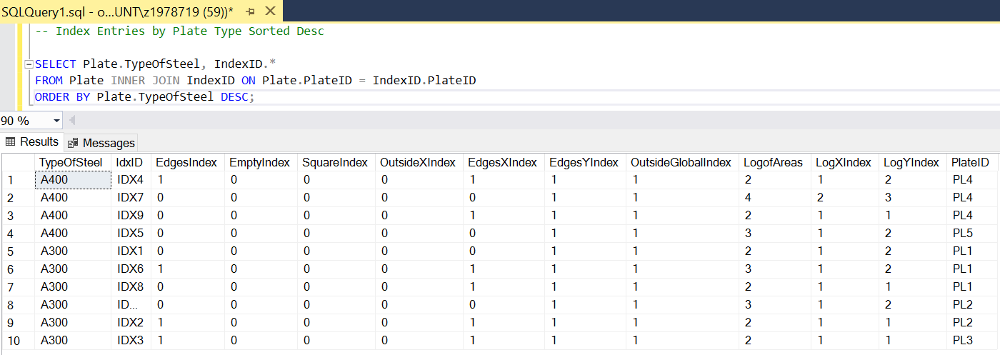 SQLQuery1.sql - o...UNT\z1978719 (59))*
-- Index Entries by Plate Type Sorted Desc
SELECT Plate.TypeOfSteel, IndexID.*
FROM Plate INNER JOIN IndexID ON Plate.PlateID = IndexID.PlateID
ORDER BY Plate.TypeOfSteel DESC;
90 %
Results Messages
TypeOfSteel IdxID EdgesIndex EmptyIndex SquareIndex OutsideXIndex EdgesXIndex EdgesYIndex OutsideGlobalIndex LogofAreas LogXIndex LogYIndex PlateID
1 A400 IDX4 1 0 0 0 1 1 1 2 1 2 PL4
2 A400 IDX7 0 0 0 0 0 1 1 4 2 3 PL4
3 A400 IDX9 0 0 0 0 1 1 1 2 1 1 PL4
4 A400 IDX5 0 0 0 0 0 1 1 3 1 2 PL5
5 A300 IDX1 0 0 0 0 0 1 1 2 1 2 PL1
6 A300 IDX6 1 0 0 0 1 1 1 3 1 2 PL1
7 A300 IDX8 0 0 0 0 1 1 1 2 1 1 PL1
8 A300 ID... 0 0 0 0 0 1 1 3 1 2 PL2
9 A300 IDX2 1 0 0 0 1 1 1 2 1 1 PL2
10 A300 IDX3 1 0 0 0 1 1 1 2 1 1 PL3